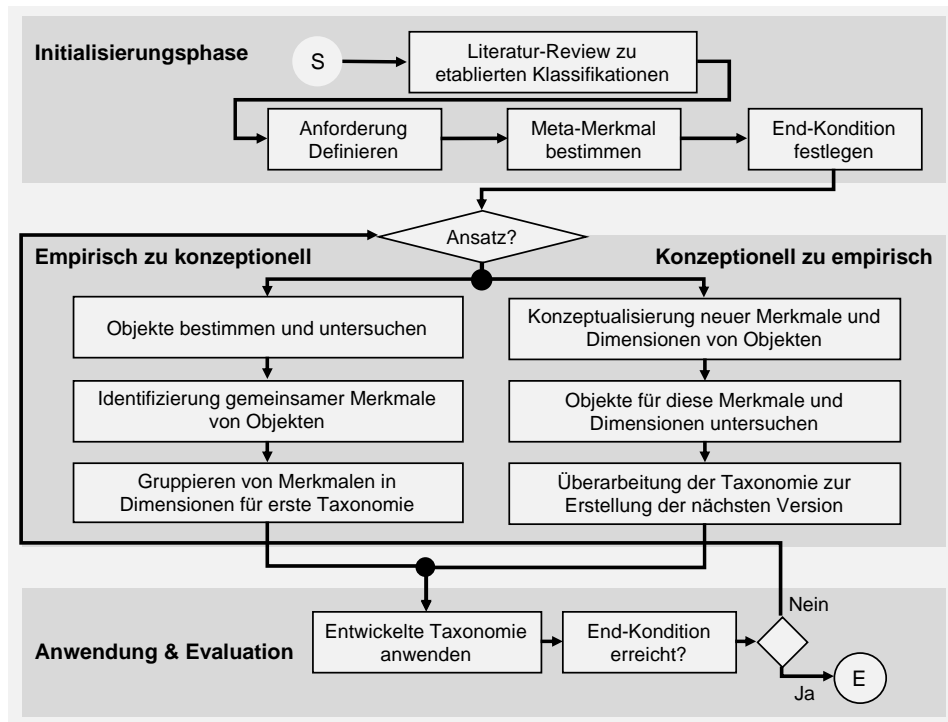 Initialisierungsphase
S
Literatur-Review zu
etablierten Klassifikationen
Anforderung
Definieren
Meta-Merkmal
bestimmen
End-Kondition
festlegen
Ansatz?
Empirisch zu konzeptionell
Konzeptionell zu empirisch
Objekte bestimmen und untersuchen
Identifizierung gemeinsamer Merkmale
von Objekten
Gruppieren von Merkmalen in
Dimensionen für erste Taxonomie
Konzeptualisierung neuer Merkmale und
Dimensionen von Objekten
Objekte für diese Merkmale und
Dimensionen untersuchen
Überarbeitung der Taxonomie zur
Erstellung der nächsten Version
Anwendung & Evaluation
Entwickelte Taxonomie
anwenden
End-Kondition
erreicht?
Nein
Ja
E